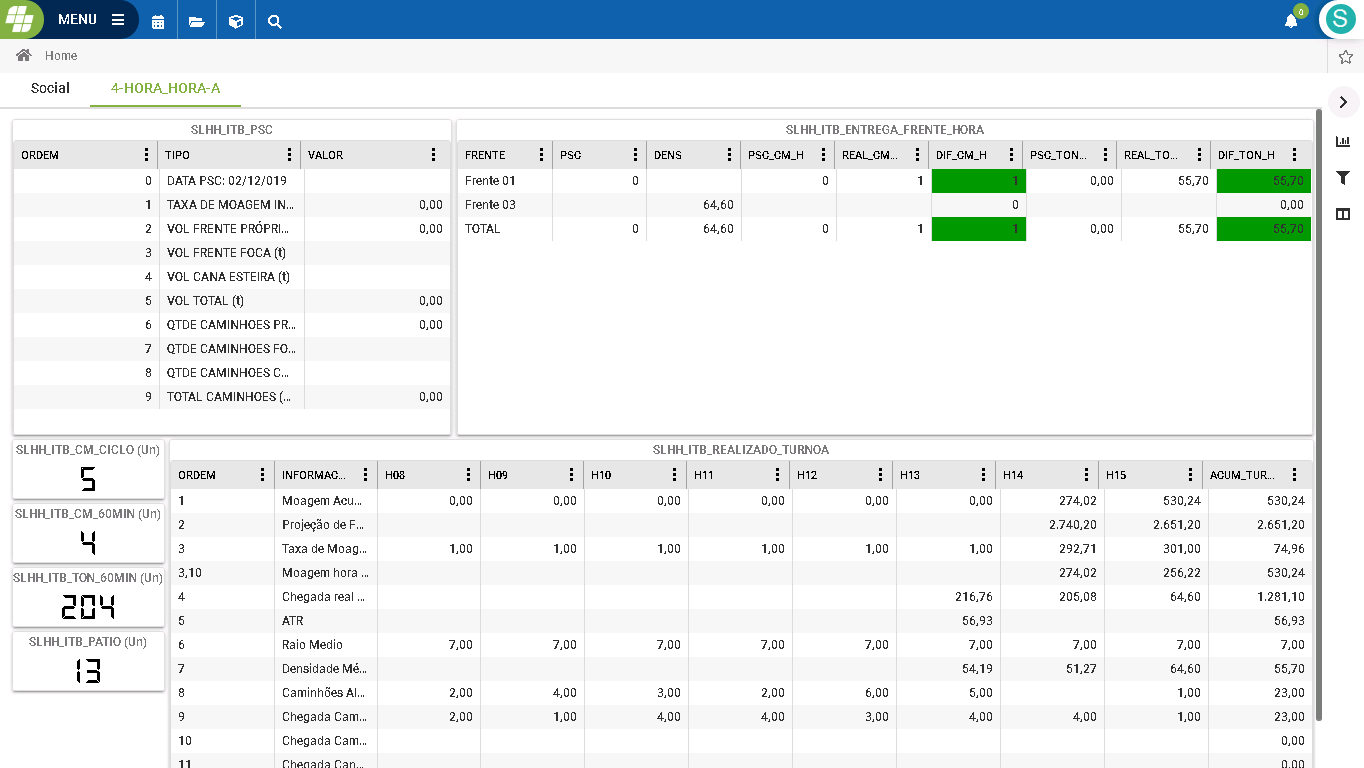 MENU
0
S
Home
Social 4-HORA_HORA-A
SLHH_ITB_PSC
ORDEM TIPO VALOR
0 DATA PSC: 02/12/019
1 TAXA DE MOAGEM IN... 0,00
2 VOL FRENTE PRÓPRI... 0,00
3 VOL FRENTE FOCA (t)
4 VOL CANA ESTEIRA (t)
5 VOL TOTAL (t) 0,00
6 QTDE CAMINHOES PR... 0,00
7 QTDE CAMINHOES FO...
8 QTDE CAMINHOES C...
9 TOTAL CAMINHOES (... 0,00
SLHH_ITB_ENTREGA_FRENTE_HORA
FRENTE PSC DENS PSC_CM_H REAL_CM... DIF_CM_H PSC_TON... REAL_TO... DIF_TON_H
Frente 01 0 0 1 1 0,00 55,70 55,70
Frente 03 64,60 0 0,00
TOTAL 0 64,60 0 1 1 0,00 55,70 55,70
SLHH_ITB_CM_CICLO (Un)
5
SLHH_ITB_CM_60MIN (Un)
4
SLHH_ITB_TON_60MIN (Un)
204
SLHH_ITB_PATIO (Un)
13
SLHH_ITB_REALIZADO_TURNOA
ORDEM INFORMAC... H08 H09 H10 H11 H12 H13 H14 H15 ACUM_TUR...
1 Moagem Acu... 0,00 0,00 0,00 0,00 0,00 0,00 274,02 530,24 530,24
2 Projeção de F... 2.740,20 2.651,20 2.651,20
3 Taxa de Moag... 1,00 1,00 1,00 1,00 1,00 1,00 292,71 301,00 74,96
3,10 Moagem hora ... 274,02 256,22 530,24
4 Chegada real ... 216,76 205,08 64,60 1.281,10
5 ATR 56,93 56,93
6 Raio Medio 7,00 7,00 7,00 7,00 7,00 7,00 7,00 7,00 7,00
7 Densidade Mé... 54,19 51,27 64,60 55,70
8 Caminhões Al... 2,00 4,00 3,00 2,00 6,00 5,00 1,00 23,00
9 Chegada Cam... 2,00 1,00 4,00 4,00 3,00 4,00 4,00 1,00 23,00
10 Chegada Cam... 0,00
11 Chegada Can... 0,00